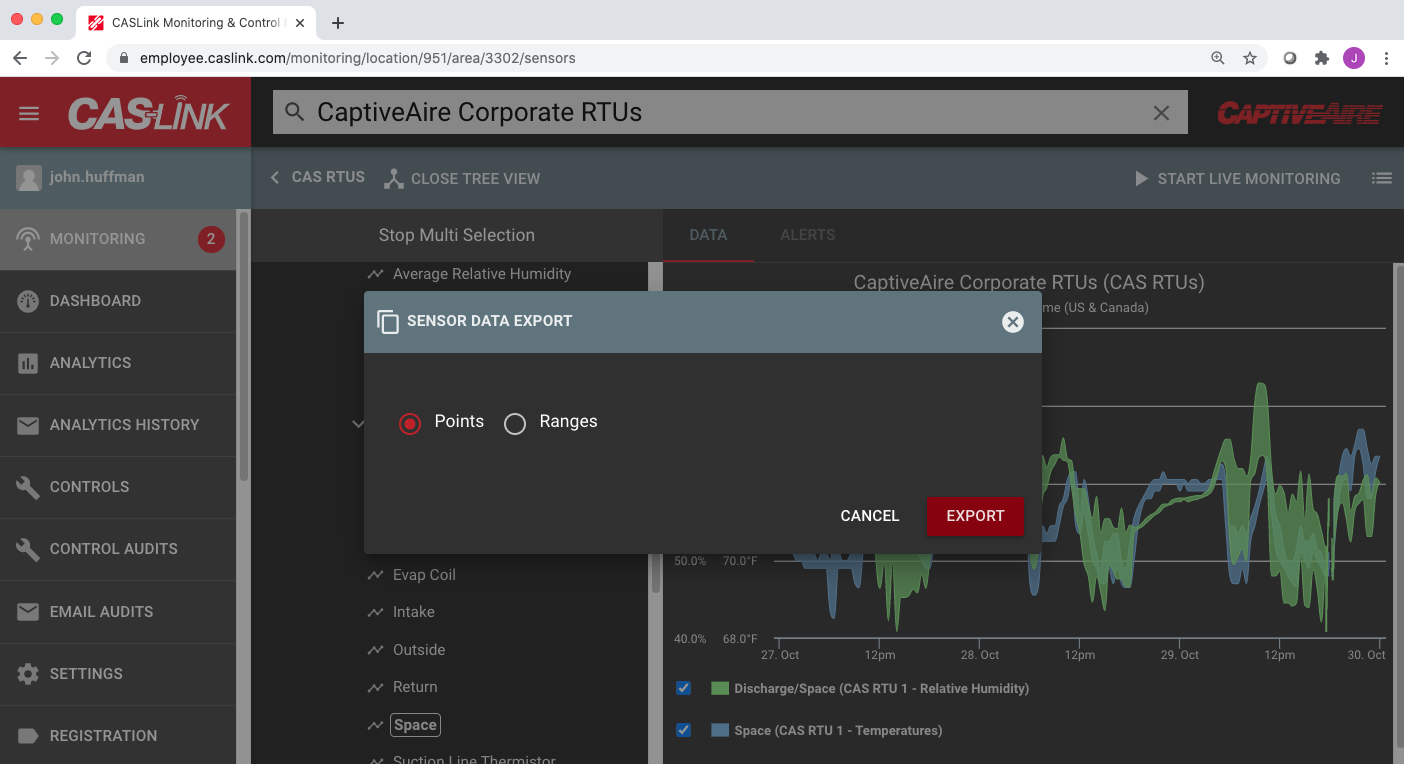 CASLink Monitoring & Control
employee.caslink.com/monitoring/location/951/area/3302/sensors
J
CASLINK
CaptiveAire Corporate RTUs
CAPTIVEAIRE
john.huffman
CAS RTUS
CLOSE TREE VIEW
START LIVE MONITORING
MONITORING
2
Stop Multi Selection
DATA
ALERTS
Average Relative Humidity
CaptiveAire Corporate RTUs (CAS RTUs)
me (US & Canada)
DASHBOARD
SENSOR DATA EXPORT
ANALYTICS
ANALYTICS HISTORY
Points
Ranges
CONTROLS
CANCEL
EXPORT
CONTROL AUDITS
50.0%
70.0°F
Evap Coil
EMAIL AUDITS
Intake
40.0%
68.0°F
Outside
27. Oct
12pm
28. Oct
12pm
29. Oct
12pm
30. Oct
SETTINGS
Return
Discharge/Space (CAS RTU 1 - Relative Humidity)
Space
Space (CAS RTU 1 - Temperatures)
REGISTRATION
Suction Line Thermistor